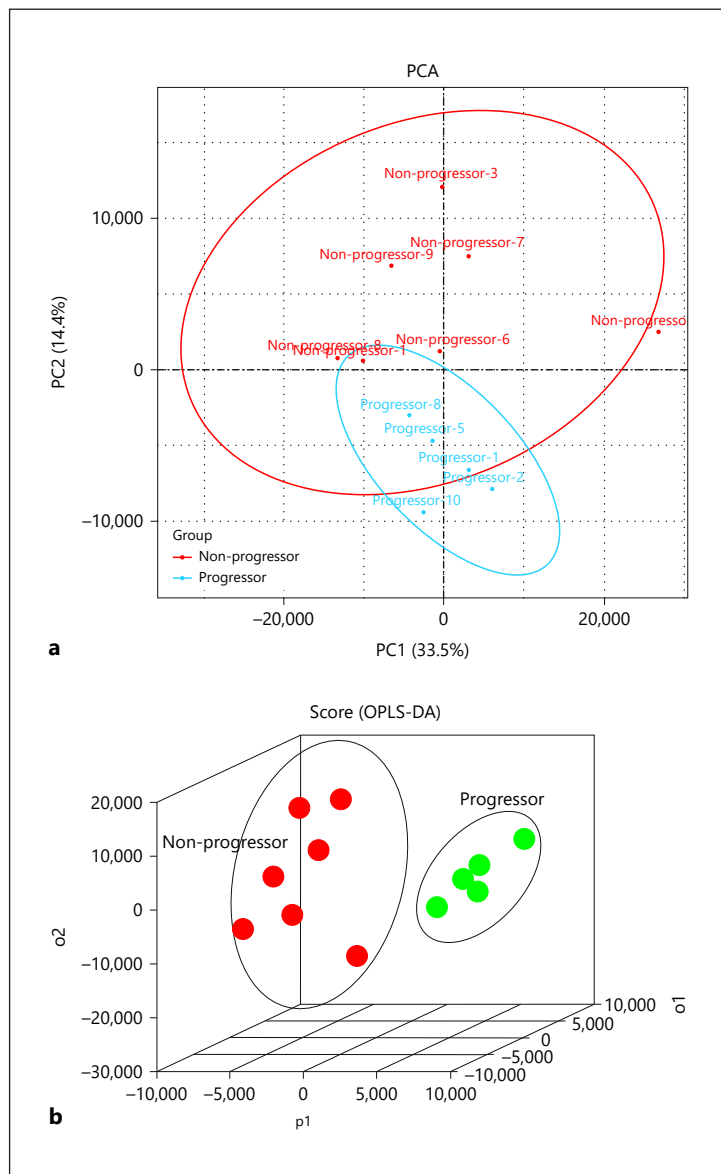 PCA
Non-progressor-3
10,000
Non-progressor-7
Non-progressor-9
PC2 (14.4%)
Non-progresso
Non-progressor-6
Non-progressor-8
Non-progressor-1
0
Progressor-8
Progressor-5
Progressor-1
Progressor-2
Progressor-10
–10,000
Group
Non-progressor
Progressor
–20,000 0 20,000
a
PC1 (33.5%)
Score (OPLS-DA)
20,000
Progressor
Non-progressor
10,000
0
o2
–10,000
–20,000
–30,000
10,000
5,000
0
–5,000
–10,000
o1
–10,000 –5,000 0 5,000 10,000
b
p1